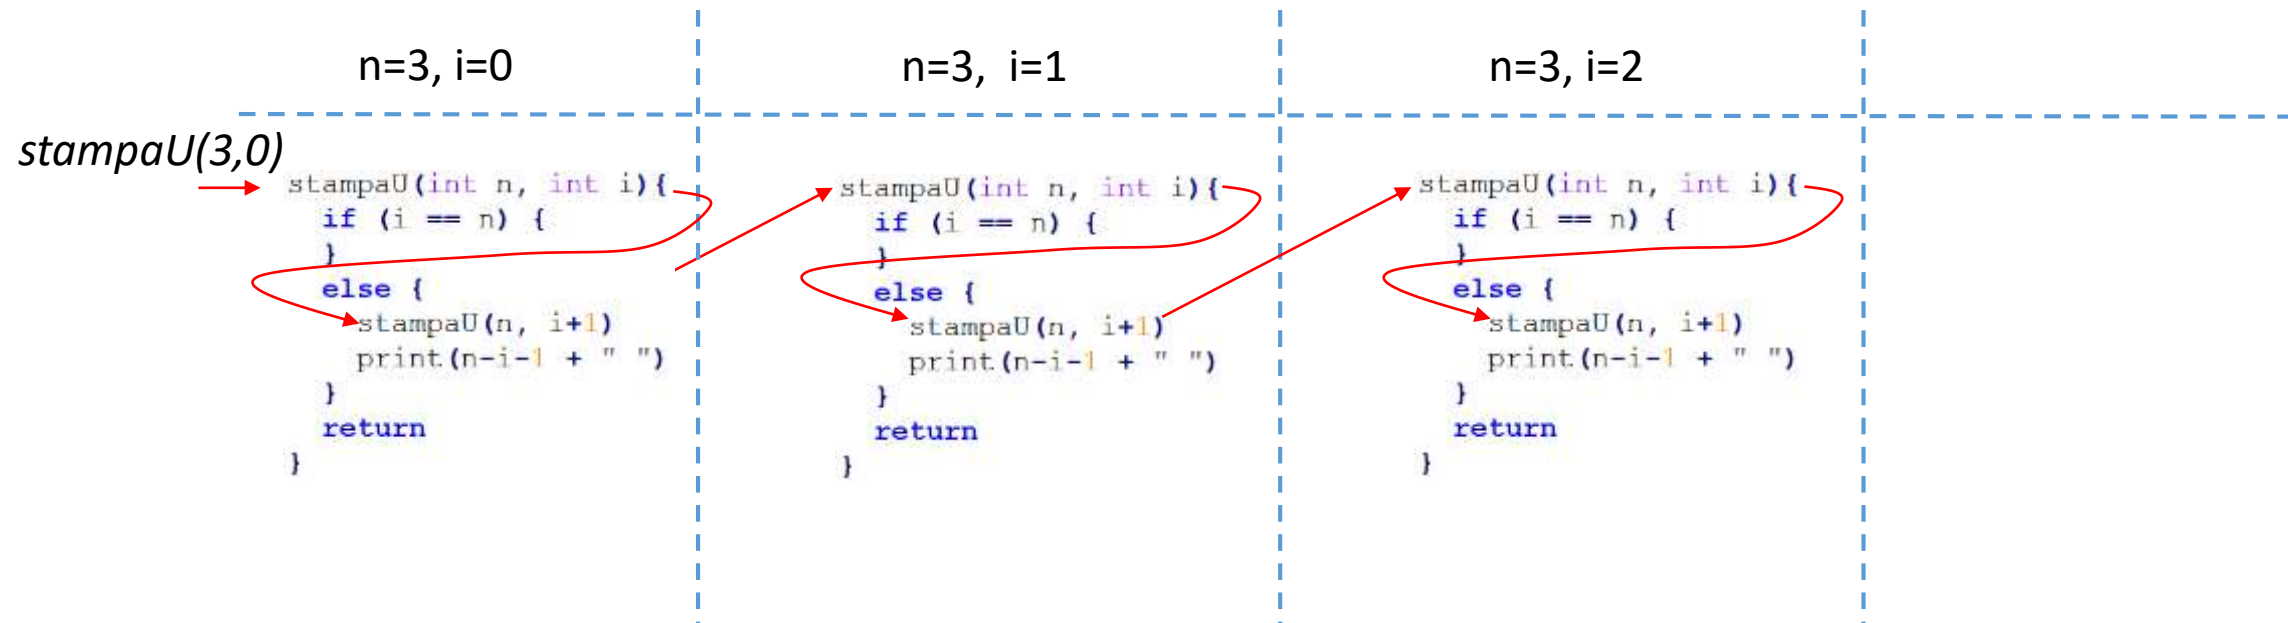 n=3, i=0
n=3, i=1
n=3, i=2
stampaU(3,0)
stampaU(int n, int i){
if (i == n) {
}
else {
stampaU(n, i+1)
print(n-i-1 + " ")
}
return
}
stampaU(int n, int i){
if (i == n) {
}
else {
stampaU(n, i+1)
print(n-i-1 + " ")
}
return
}
stampaU(int n, int i){
if (i == n) {
}
else {
stampaU(n, i+1)
print(n-i-1 + " ")
}
return
}